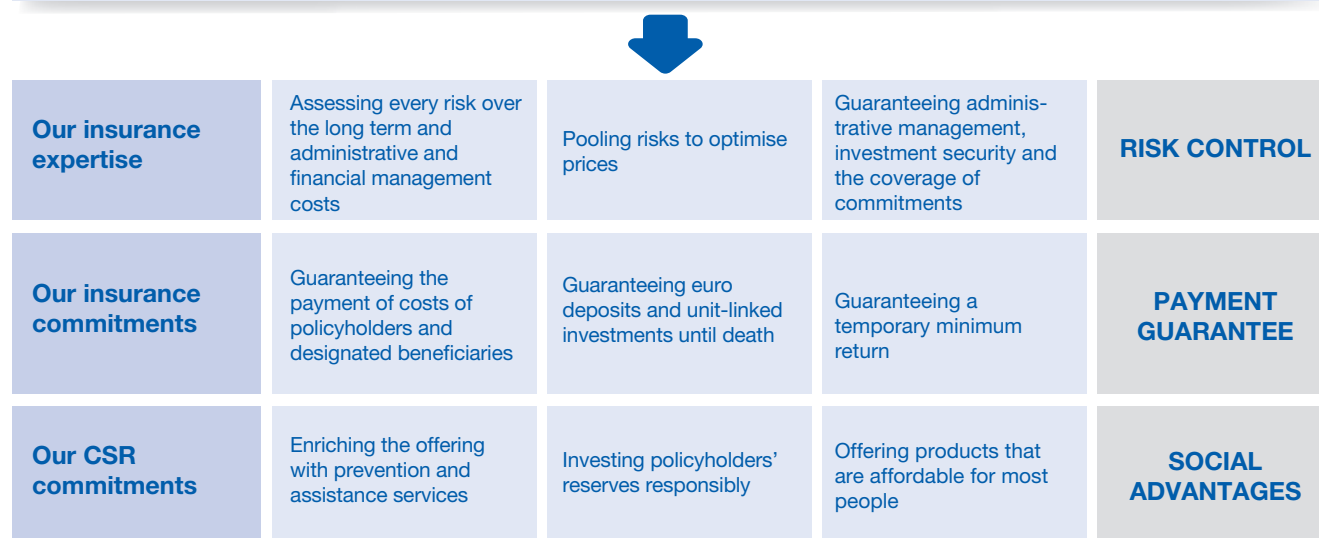 Our insurance
expertise
Assessing every risk over
the long term and
administrative and
financial management
costs
Pooling risks to optimise
prices
Guaranteeing adminis-
trative management,
investment security and
the coverage of
commitments
RISK CONTROL
Our insurance
commitments
Guaranteeing the
payment of costs of
policyholders and
designated beneficiaries
Guaranteeing euro
deposits and unit-linked
investments until death
Guaranteeing a
temporary minimum
return
PAYMENT
GUARANTEE
Our CSR
commitments
Enriching the offering
with prevention and
assistance services
Investing policyholders’
reserves responsibly
Offering products that
are affordable for most
people
SOCIAL
ADVANTAGES